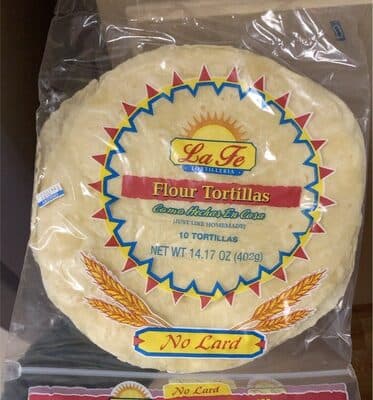 La Fe
TORTILLERIA
Flour Tortillas
Como Hechas En Casa
(JUST LIKE HOMEMADE)
10 TORTILLAS
NET WT 14.17 OZ (402g)
No Lard
No Lard